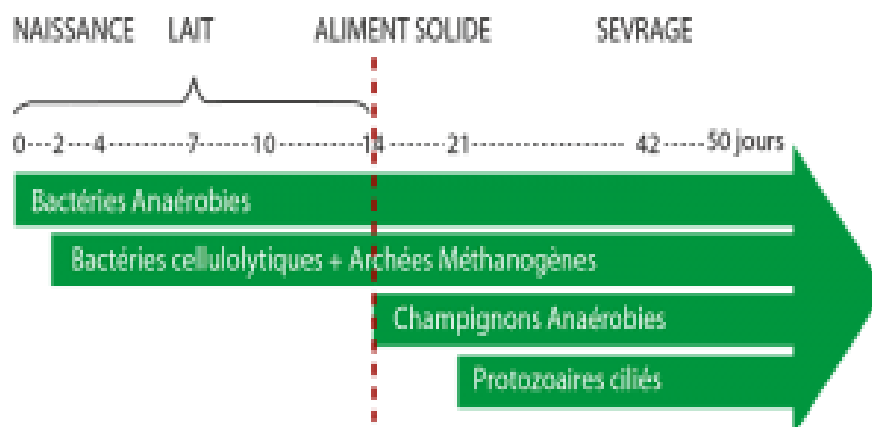 NAISSANCE LAIT ALIMENT SOLIDE SEVRAGE
0---2---4----------7------10------------14-------21------------------- 42-----50 jours
Bactéries Anaérobies
Bactéries cellulolytiques + Archées Méthanogènes
Champignons Anaérobies
Protozoaires ciliés